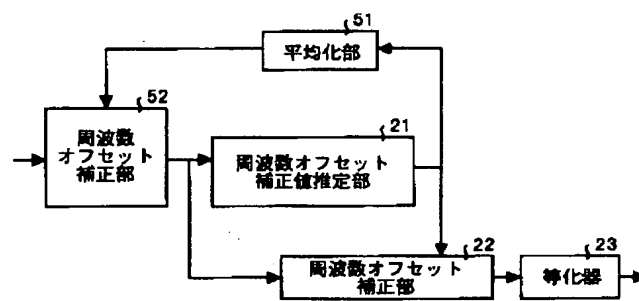 51
平均化部
52
周波数
オフセット
補正部
21
周波数オフセット
補正値推定部
22
周波数オフセット
補正部
23
等化器